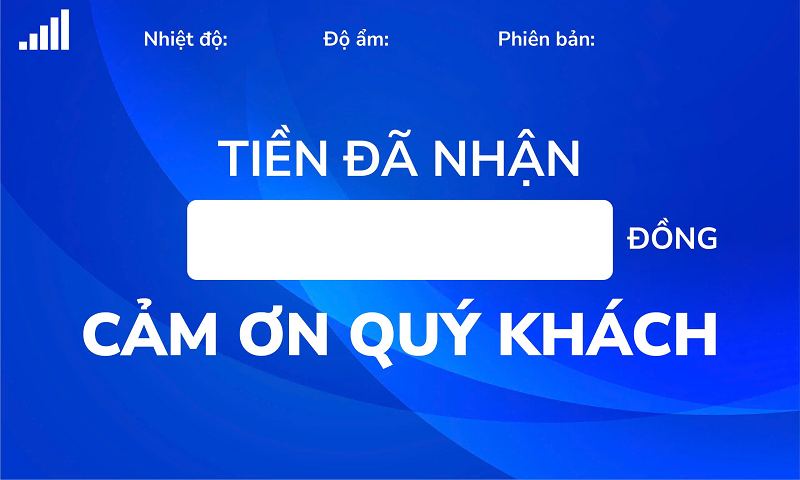 Nhiệt độ: Độ ẩm: Phiên bản:
TIỀN ĐÃ NHẬN
ĐỒNG
CẢM ƠN QUÝ KHÁCH